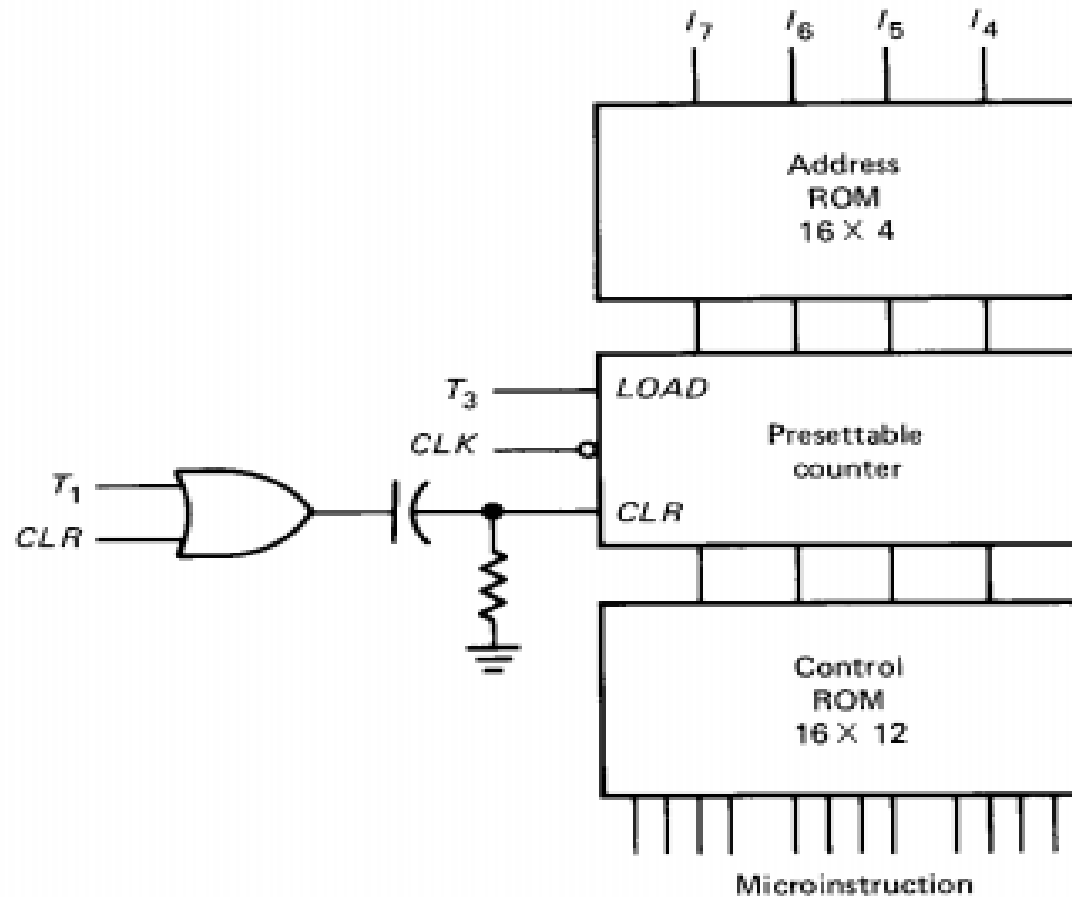 I₇ I₆ I₅ I₄
Address
ROM
16 × 4
T₃
LOAD
CLK
Presettable
counter
T₁
CLR
CLR
Control
ROM
16 × 12
Microinstruction